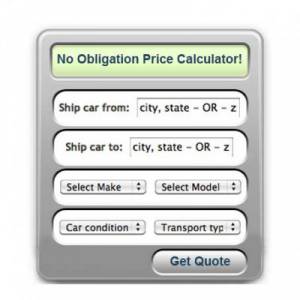 No Obligation Price Calculator!
Ship car from: city, state - OR - z
Ship car to: city, state - OR - z
Select Make Select Model
Car condition Transport typ
Get Quote